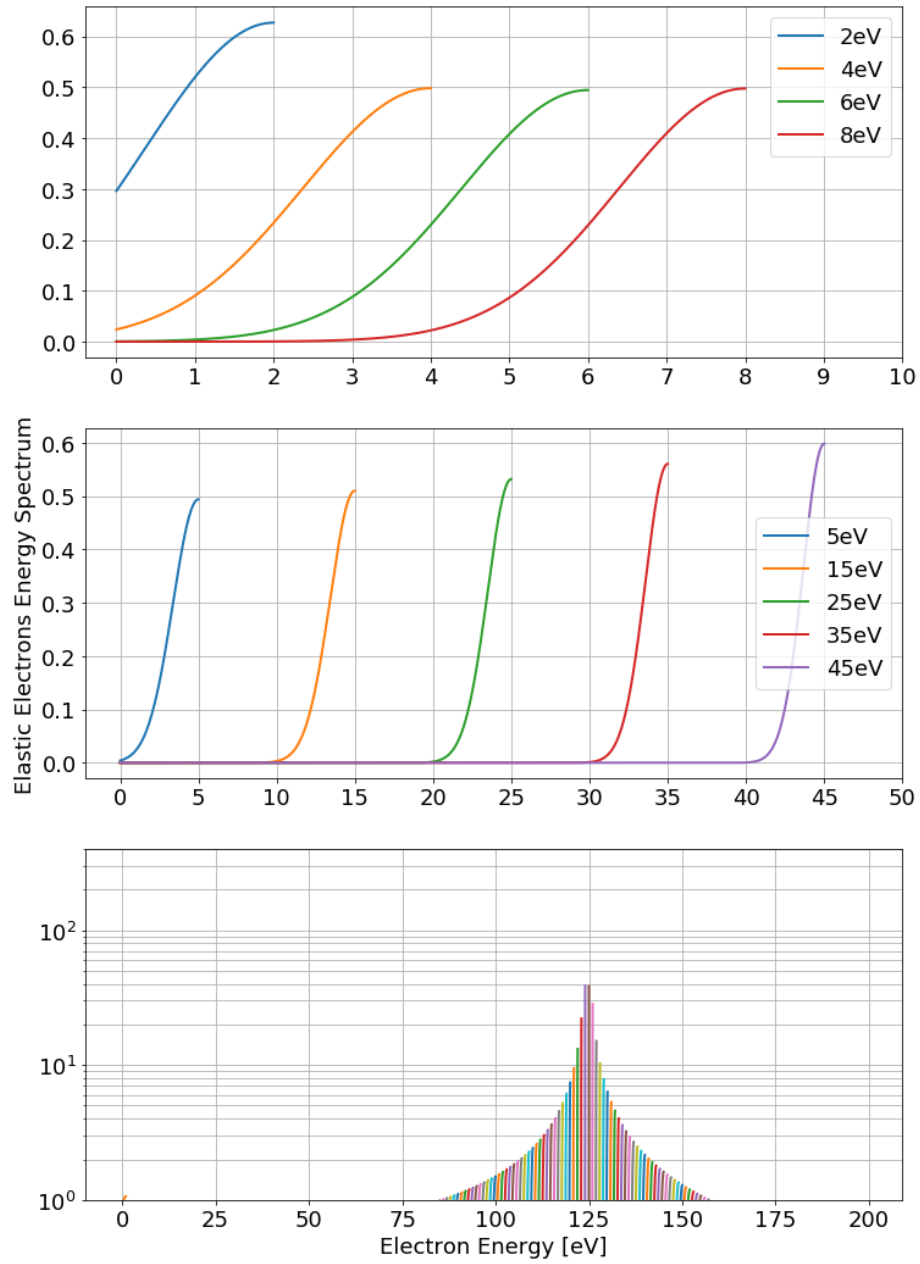 0.6
0.5
0.4
0.3
0.2
0.1
0.0
0 1 2 3 4 5 6 7 8 9 10
2eV
4eV
6eV
8eV
Elastic Electrons Energy Spectrum
0.6
0.5
0.4
0.3
0.2
0.1
0.0
0 5 10 15 20 25 30 35 40 45 50
5eV
15eV
25eV
35eV
45eV
10²
10¹
10⁰
0 25 50 75 100 125 150 175 200
Electron Energy [eV]